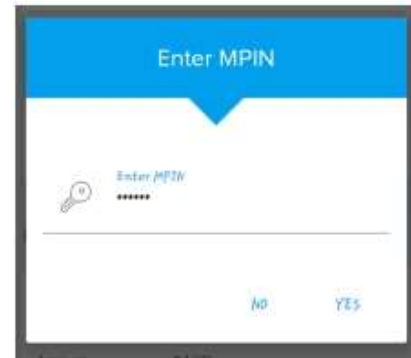 Enter MPIN
Enter MPIN
******
NO YES